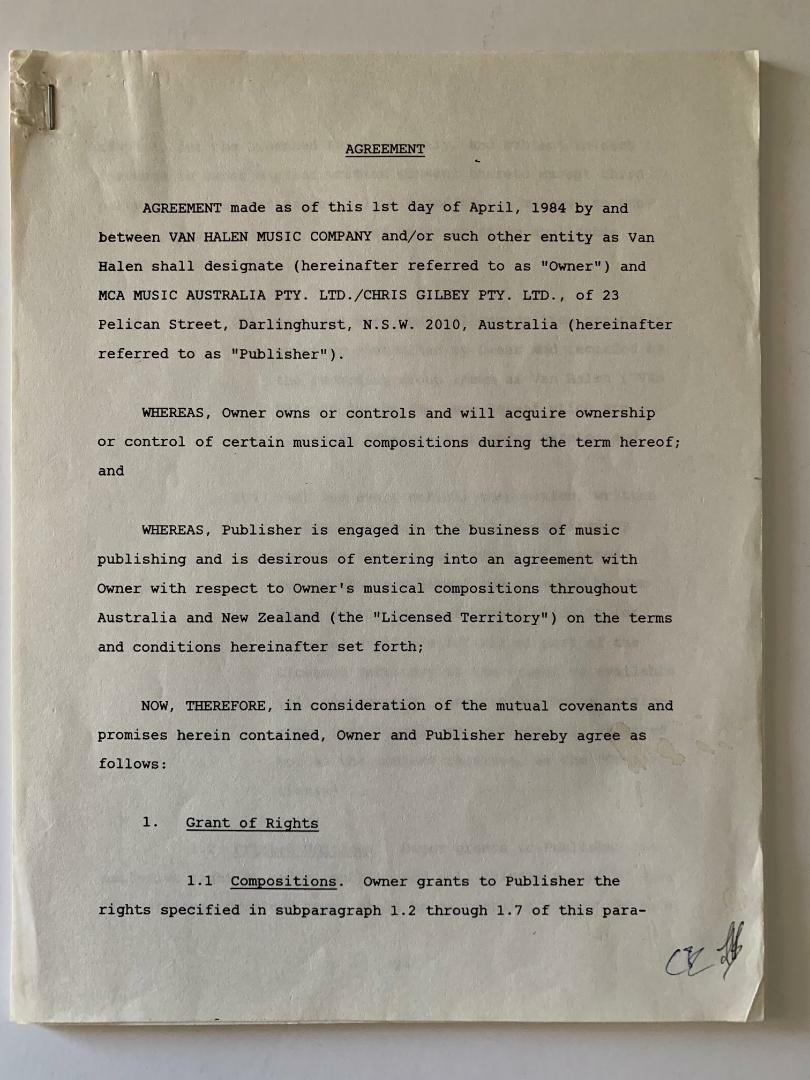 AGREEMENT
AGREEMENT made as of this 1st day of April, 1984 by and
between VAN HALEN MUSIC COMPANY and/or such other entity as Van
Halen shall designate (hereinafter referred to as "Owner") and
MCA MUSIC AUSTRALIA PTY. LTD./CHRIS GILBEY PTY. LTD., of 23
Pelican Street, Darlinghurst, N.S.W. 2010, Australia (hereinafter
referred to as "Publisher").
WHEREAS, Owner owns or controls and will acquire ownership
or control of certain musical compositions during the term hereof;
and
WHEREAS, Publisher is engaged in the business of music
publishing and is desirous of entering into an agreement with
Owner with respect to Owner's musical compositions throughout
Australia and New Zealand (the "Licensed Territory") on the terms
and conditions hereinafter set forth;
NOW, THEREFORE, in consideration of the mutual covenants and
promises herein contained, Owner and Publisher hereby agree as
follows:
1. Grant of Rights
1.1 Compositions. Owner grants to Publisher the
rights specified in subparagraph 1.2 through 1.7 of this para-